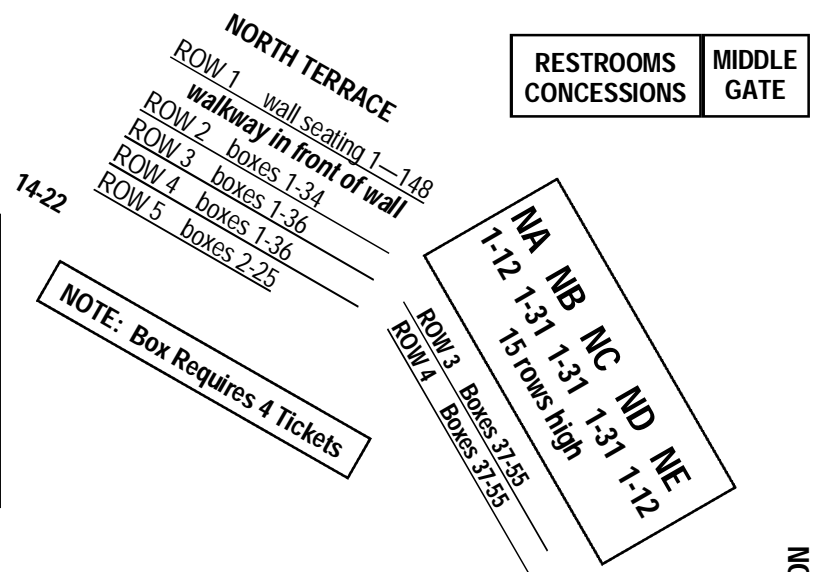 NORTH TERRACE
ROW 1 wall seating 1—148
walkway in front of wall
ROW 2 boxes 1-34
ROW 3 boxes 1-36
ROW 4 boxes 1-36
ROW 5 boxes 2-25
14-22
NOTE: Box Requires 4 Tickets
RESTROOMS
CONCESSIONS
MIDDLE
GATE
NA NB NC ND NE
1-12 1-31 1-31 1-31 1-12
15 rows high
ROW 3 Boxes 37-55
ROW 4 Boxes 37-55